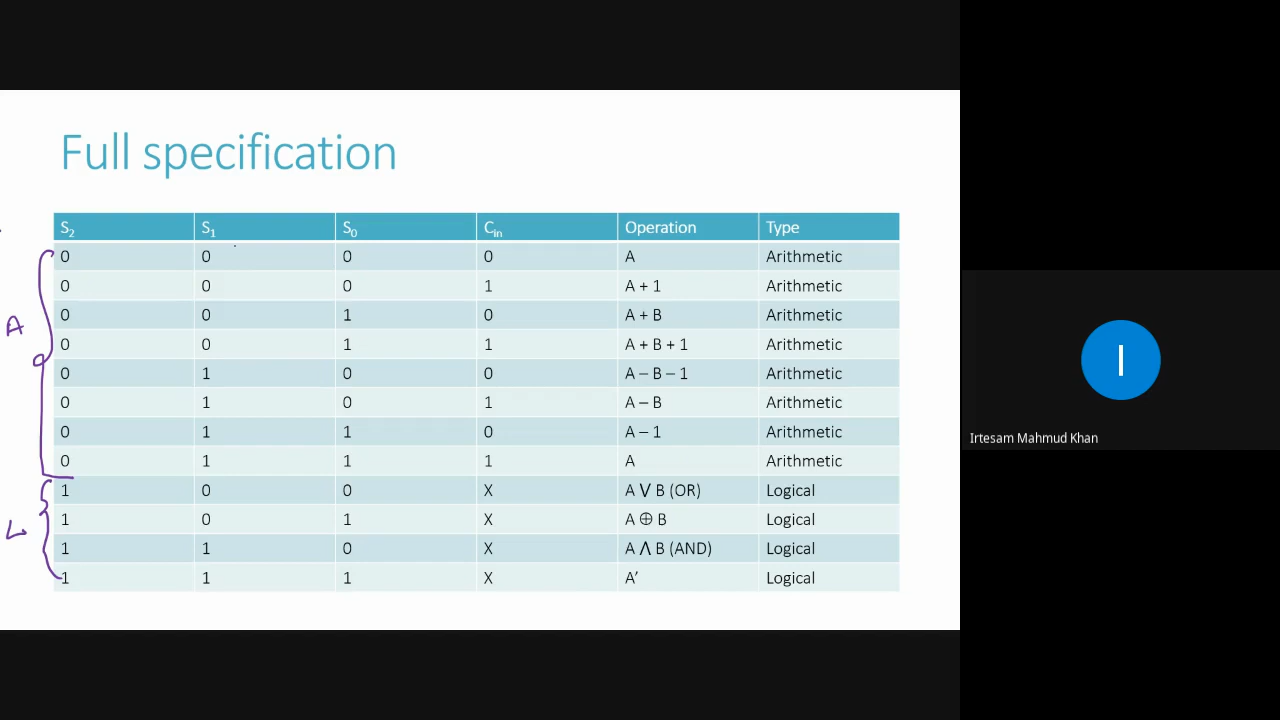 Full specification
S₂ S₁ S₀ Cᵢₙ Operation Type
0 0 0 0 A Arithmetic
0 0 0 1 A + 1 Arithmetic
0 0 1 0 A + B Arithmetic
0 0 1 1 A + B + 1 Arithmetic
0 1 0 0 A – B – 1 Arithmetic
0 1 0 1 A – B Arithmetic
0 1 1 0 A – 1 Arithmetic
0 1 1 1 A Arithmetic
1 0 0 X A ⋁ B (OR) Logical
1 0 1 X A ⊕ B Logical
1 1 0 X A ⋀ B (AND) Logical
1 1 1 X A’ Logical
A
L
I
Irtesam Mahmud Khan